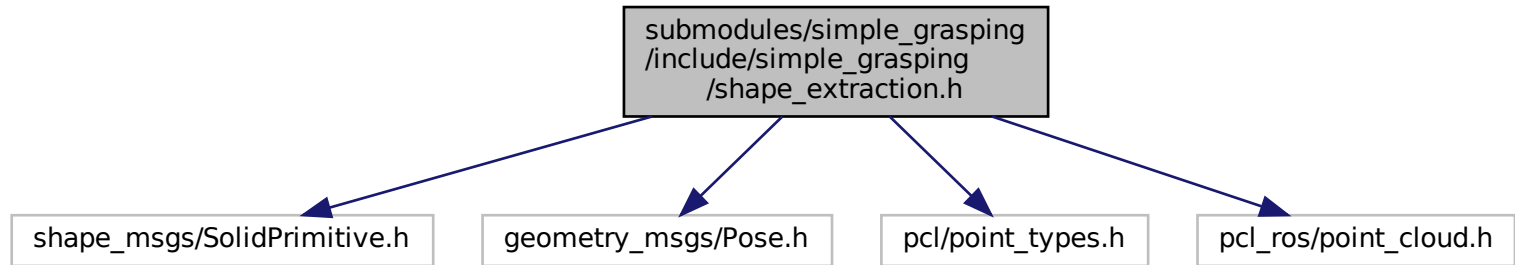 submodules/simple_grasping
/include/simple_grasping
/shape_extraction.h
shape_msgs/SolidPrimitive.h
geometry_msgs/Pose.h
pcl/point_types.h
pcl_ros/point_cloud.h